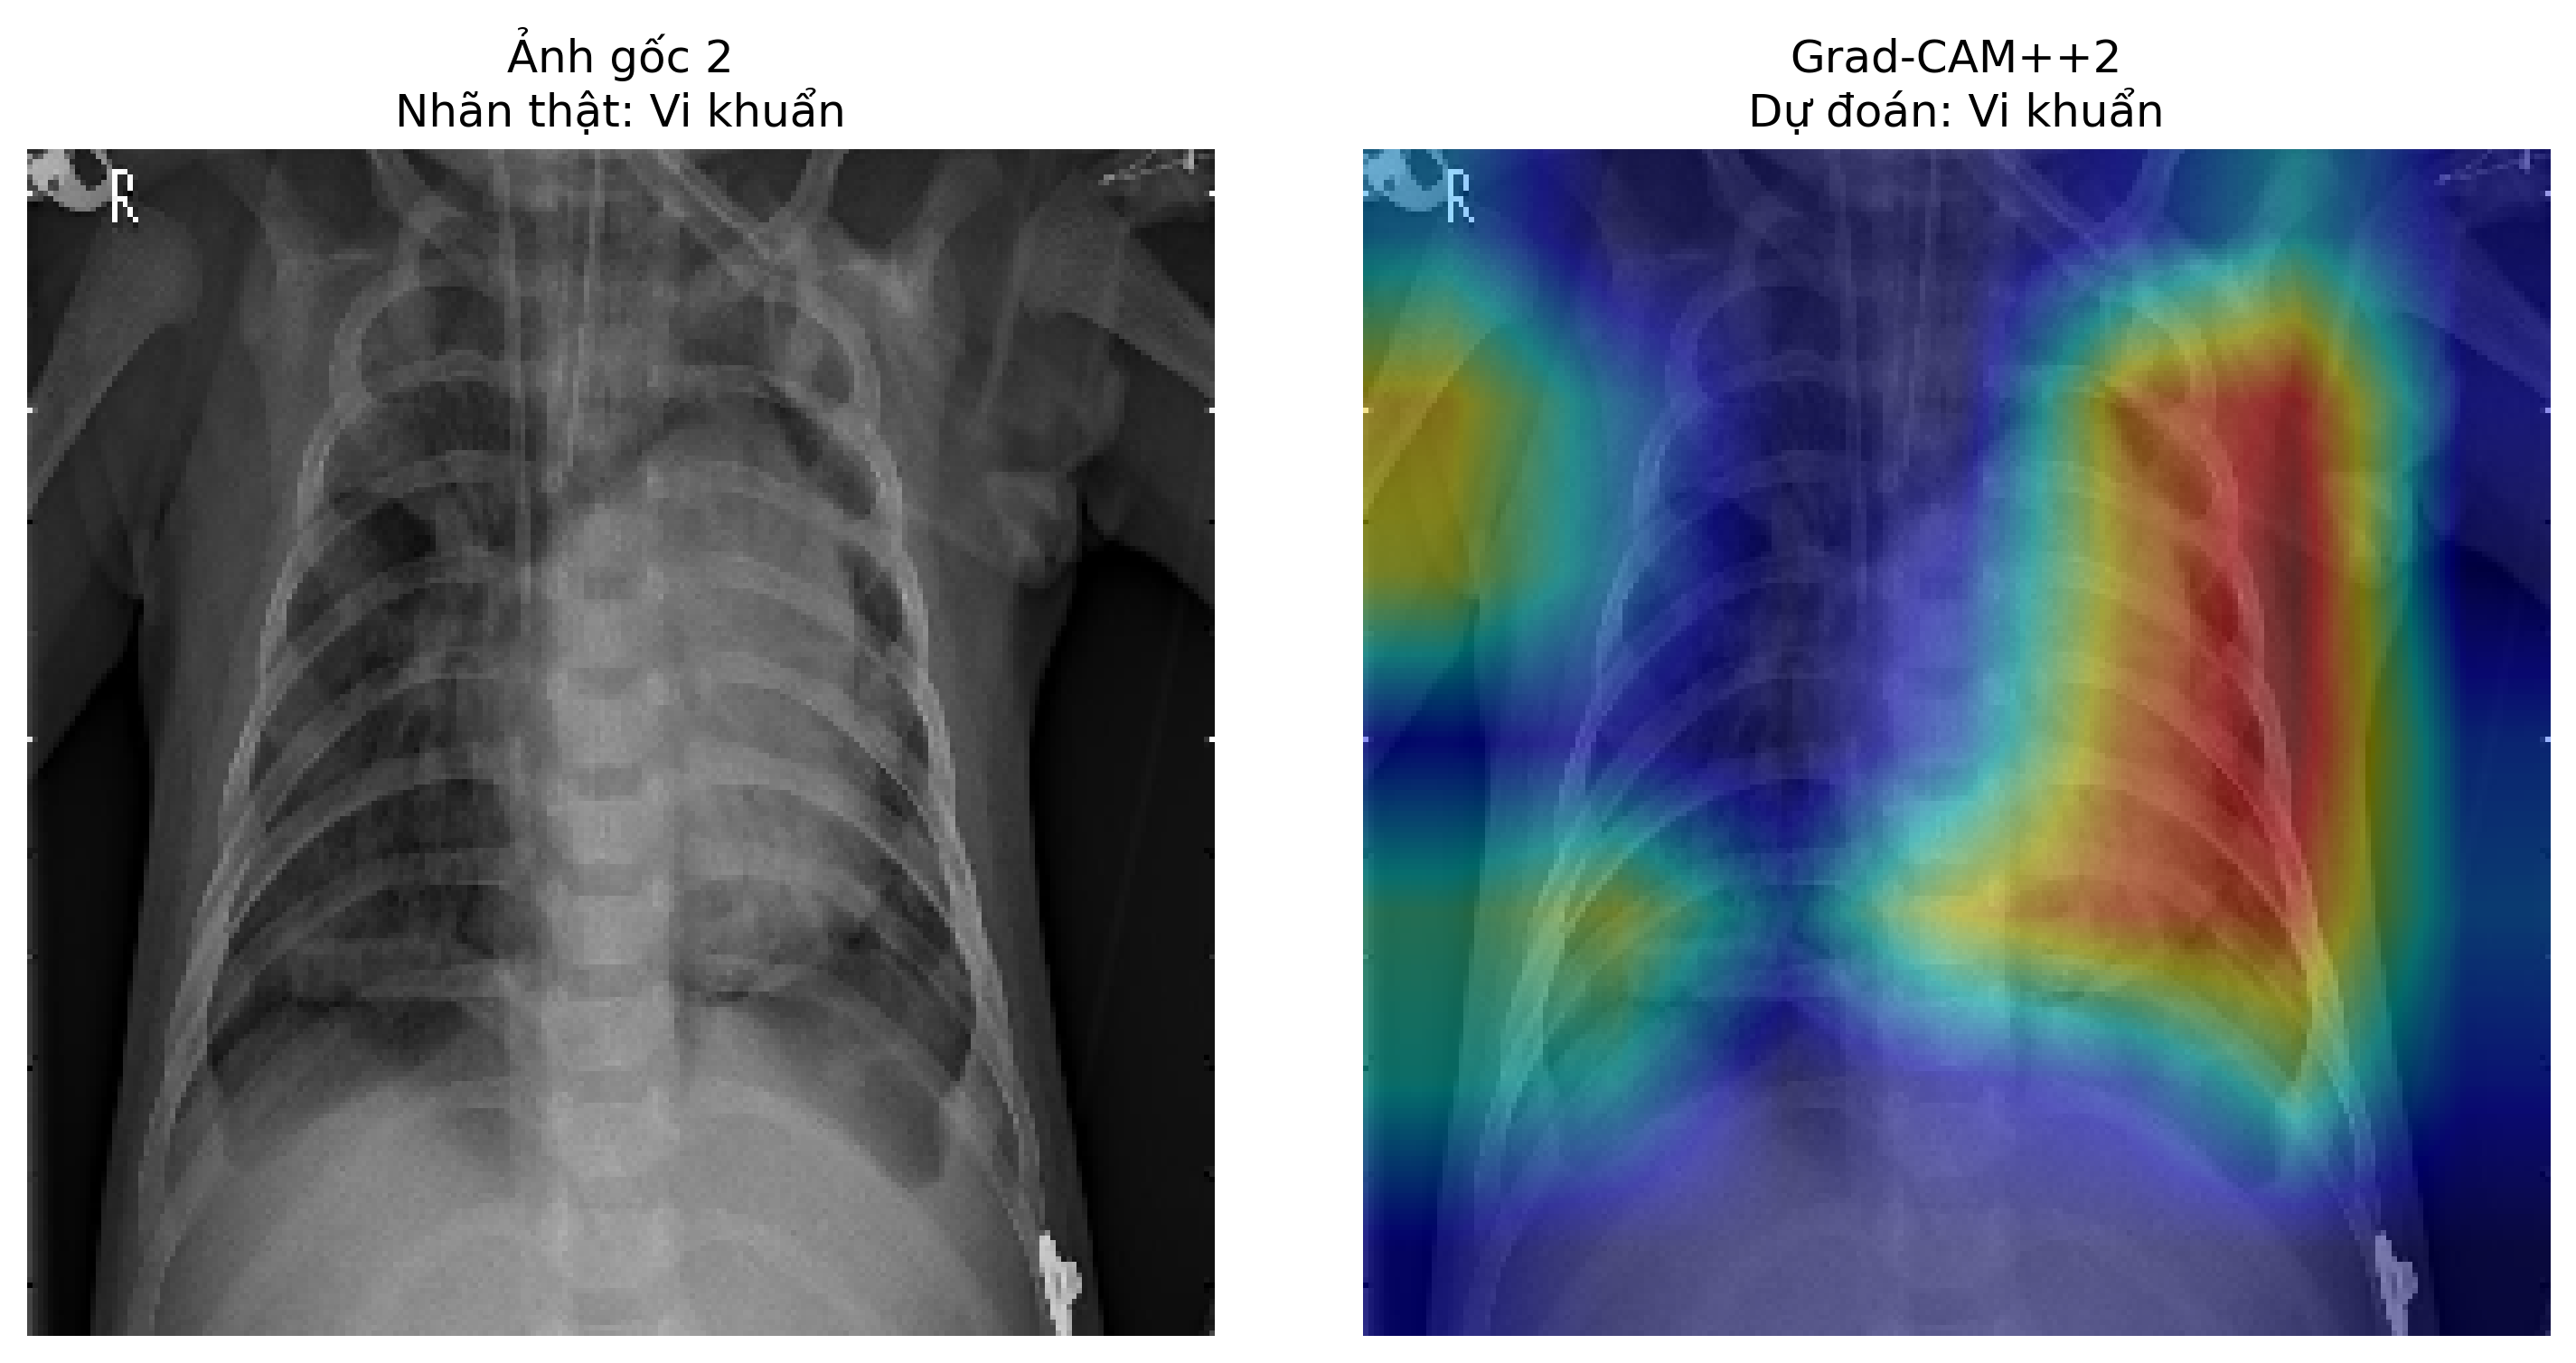 Ảnh gốc 2
Nhãn thật: Vi khuẩn
Grad-CAM++2
Dự đoán: Vi khuẩn
R
R